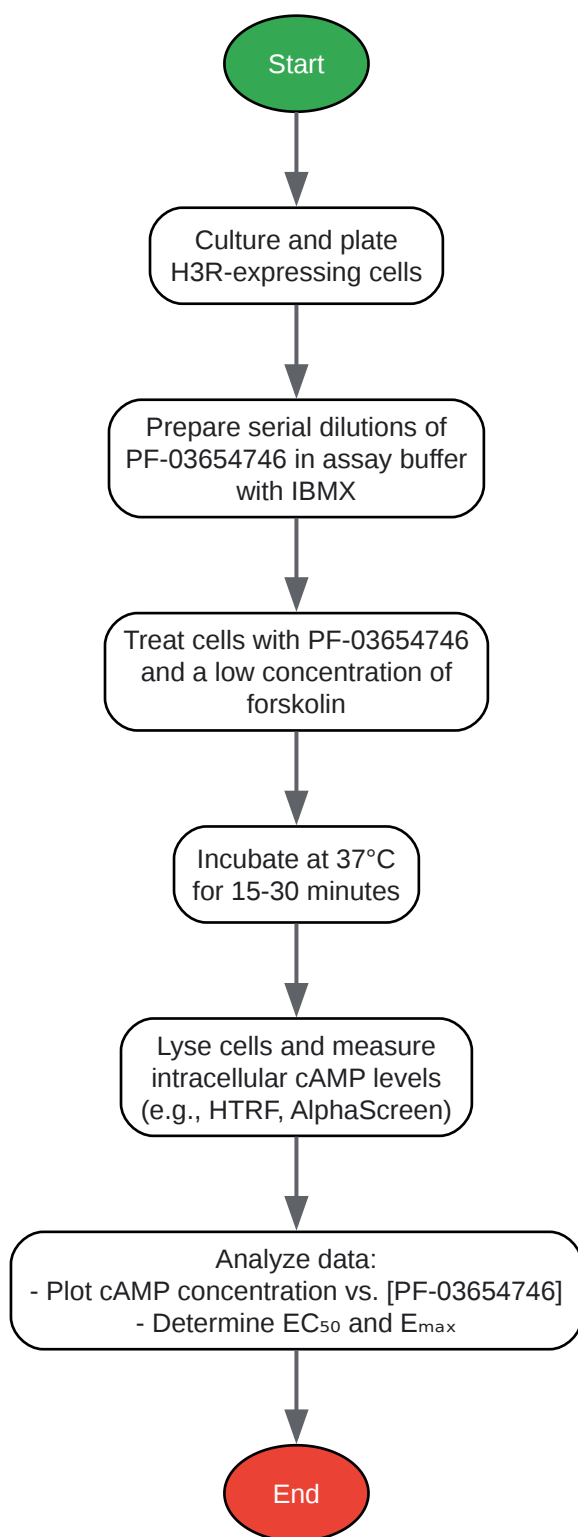 Start
Culture and plate
H3R-expressing cells
Prepare serial dilutions of
PF-03654746 in assay buffer
with IBMX
Treat cells with PF-03654746
and a low concentration of
forskolin
Incubate at 37°C
for 15-30 minutes
Lyse cells and measure
intracellular cAMP levels
(e.g., HTRF, AlphaScreen)
Analyze data:
- Plot cAMP concentration vs. [PF-03654746]
- Determine EC₅₀ and Eₘₐₓ
End